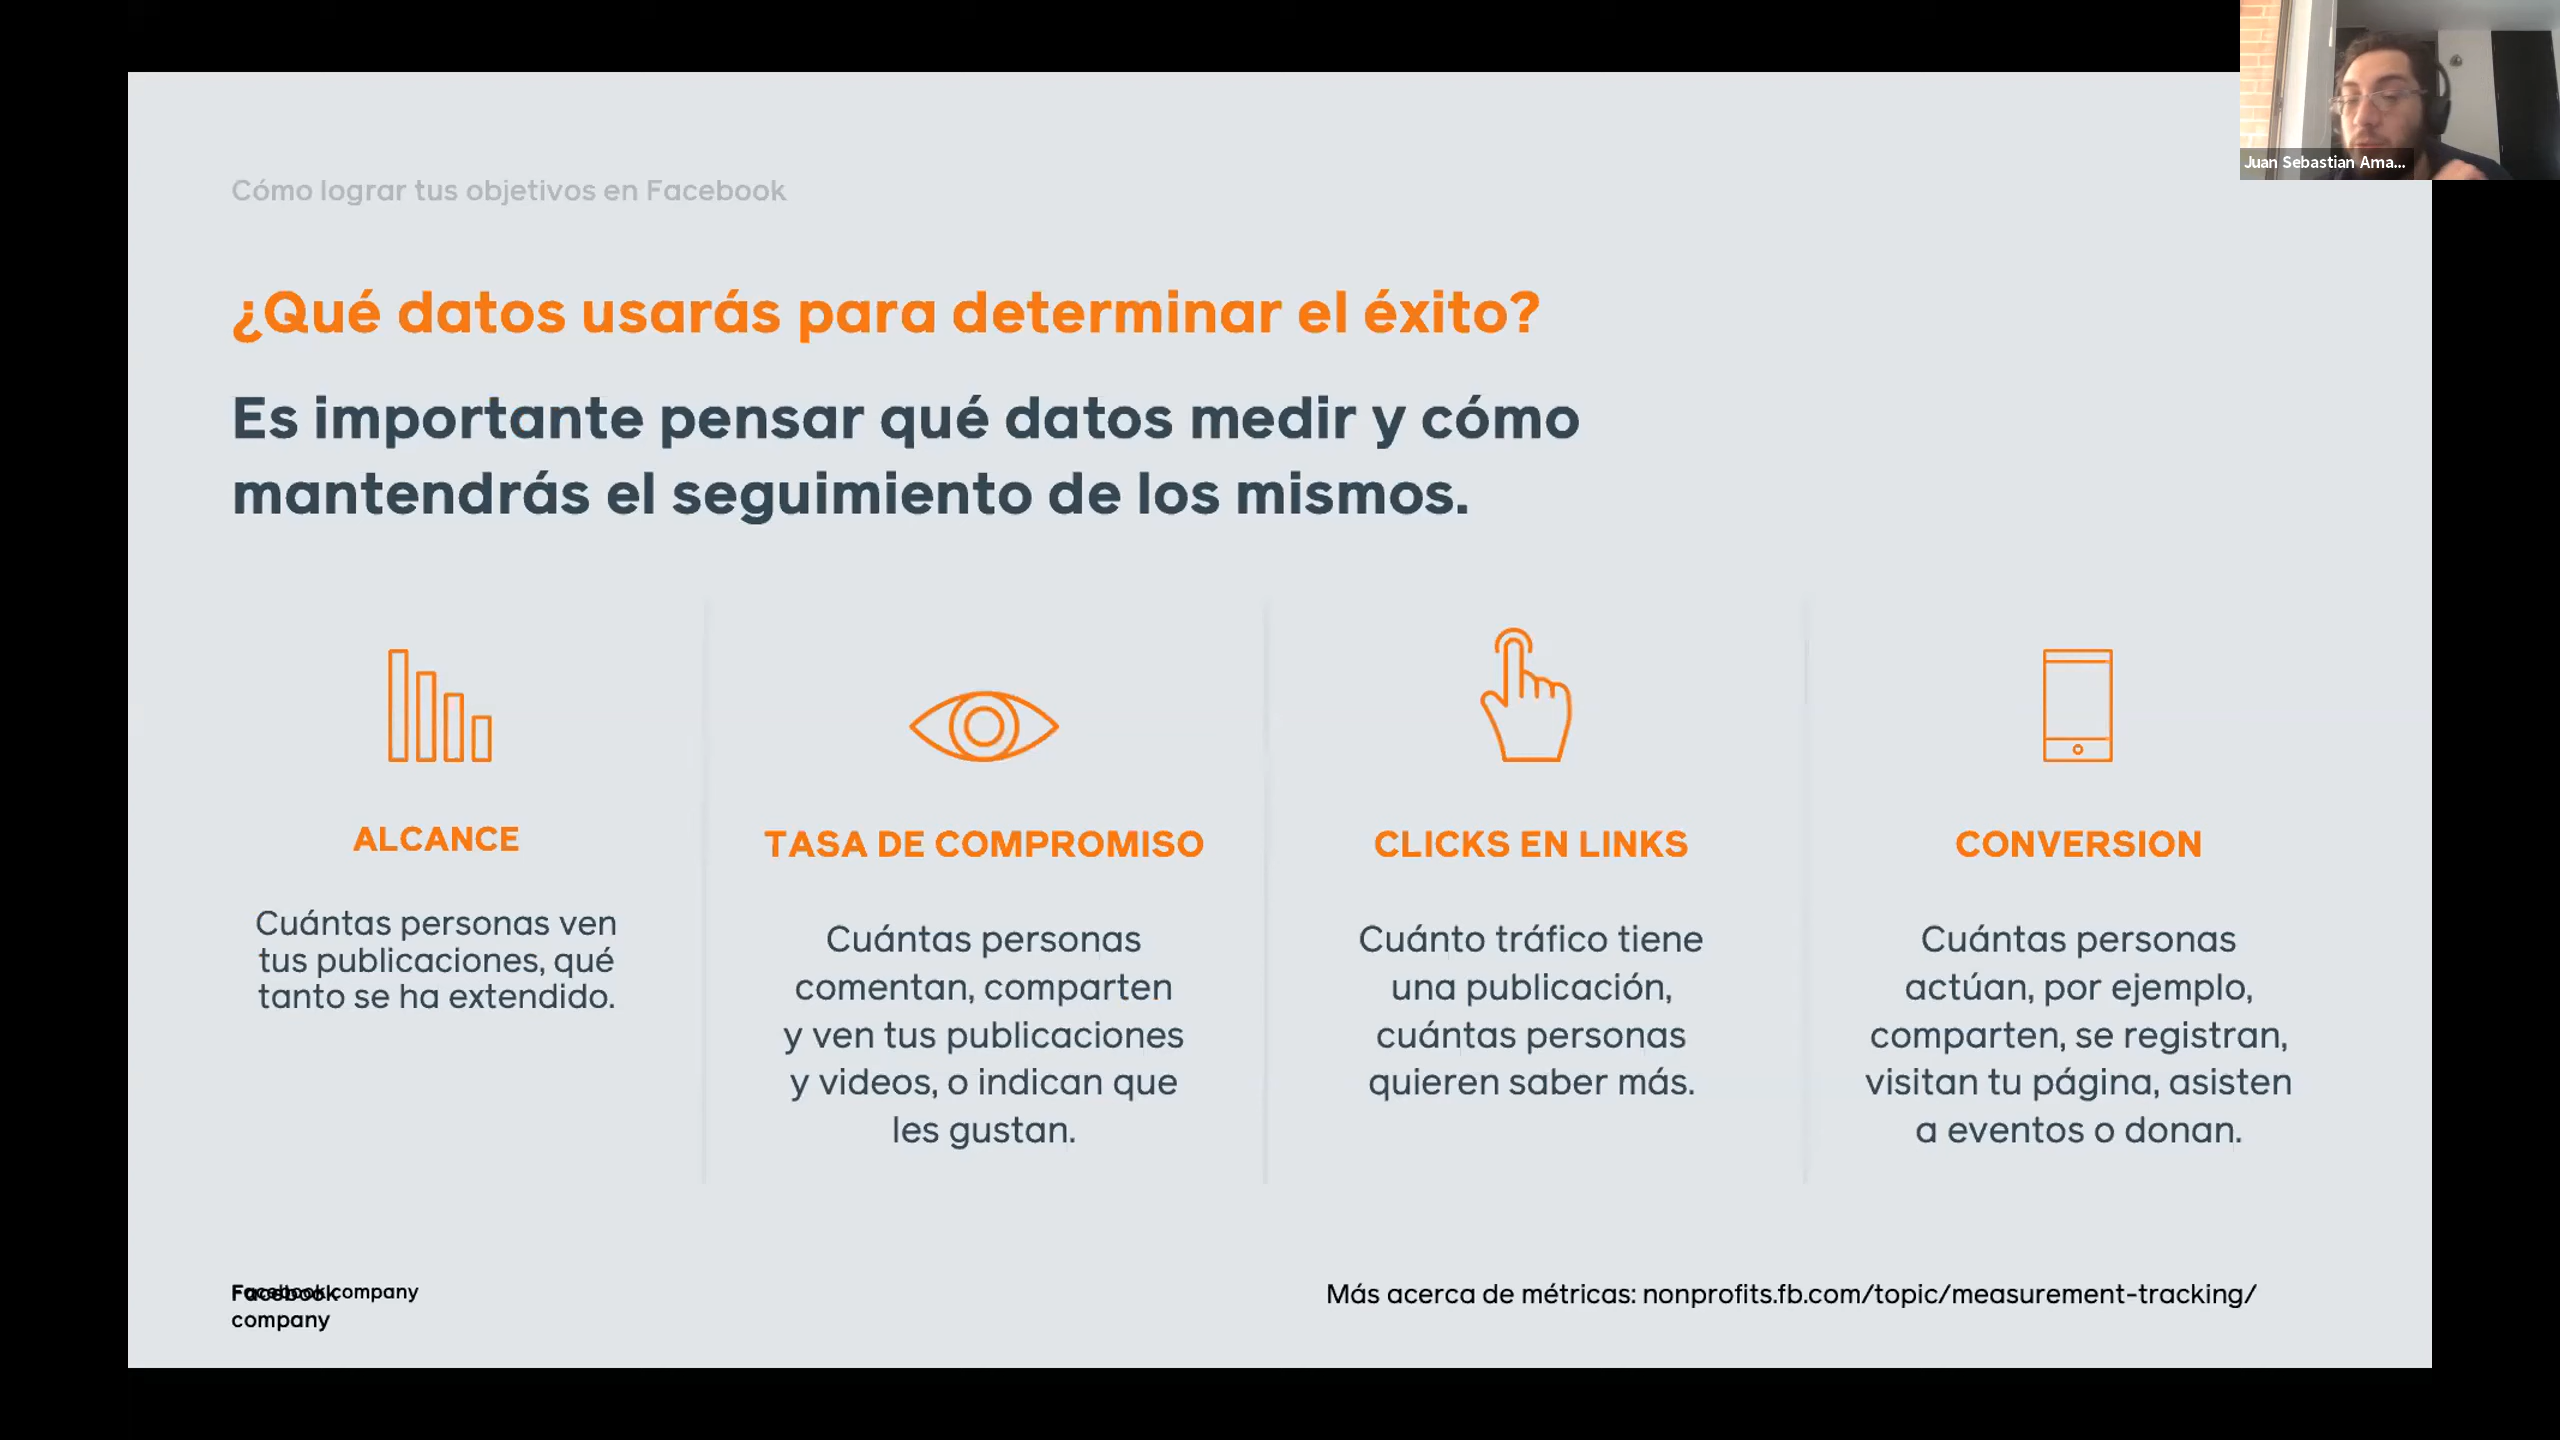 Juan Sebastian Ama...
Cómo lograr tus objetivos en Facebook
¿Qué datos usarás para determinar el éxito?
Es importante pensar qué datos medir y cómo
mantendrás el seguimiento de los mismos.
ALCANCE
Cuántas personas ven
tus publicaciones, qué
tanto se ha extendido.
TASA DE COMPROMISO
Cuántas personas
comentan, comparten
y ven tus publicaciones
y videos, o indican que
les gustan.
CLICKS EN LINKS
Cuánto tráfico tiene
una publicación,
cuántas personas
quieren saber más.
CONVERSION
Cuántas personas
actúan, por ejemplo,
comparten, se registran,
visitan tu página, asisten
a eventos o donan.
Facebook company
Facebook
company
Más acerca de métricas: nonprofits.fb.com/topic/measurement-tracking/